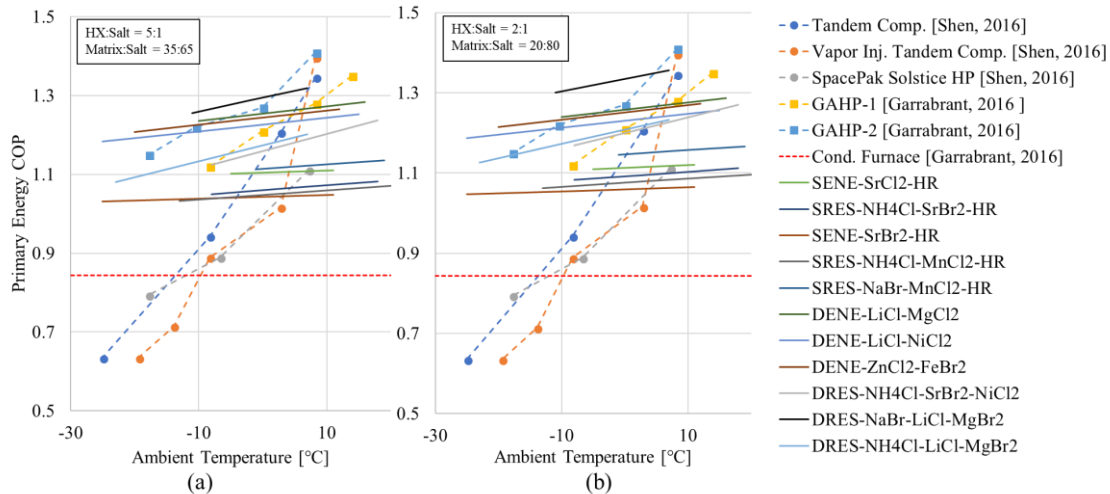 HX:Salt = 5:1
Matrix:Salt = 35:65
Primary Energy COP
1.5
1.3
1.1
0.9
0.7
0.5
-30
-10
10
Ambient Temperature [°C]
(a)
HX:Salt = 2:1
Matrix:Salt = 20:80
1.5
1.3
1.1
0.9
0.7
0.5
-30
-10
10
Ambient Temperature [°C]
(b)
Tandem Comp. [Shen, 2016]
Vapor Inj. Tandem Comp. [Shen, 2016]
SpacePak Solstice HP [Shen, 2016]
GAHP-1 [Garrabrant, 2016 ]
GAHP-2 [Garrabrant, 2016]
Cond. Furnace [Garrabrant, 2016]
SENE-SrCl2-HR
SRES-NH4Cl-SrBr2-HR
SENE-SrBr2-HR
SRES-NH4Cl-MnCl2-HR
SRES-NaBr-MnCl2-HR
DENE-LiCl-MgCl2
DENE-LiCl-NiCl2
DENE-ZnCl2-FeBr2
DRES-NH4Cl-SrBr2-NiCl2
DRES-NaBr-LiCl-MgBr2
DRES-NH4Cl-LiCl-MgBr2